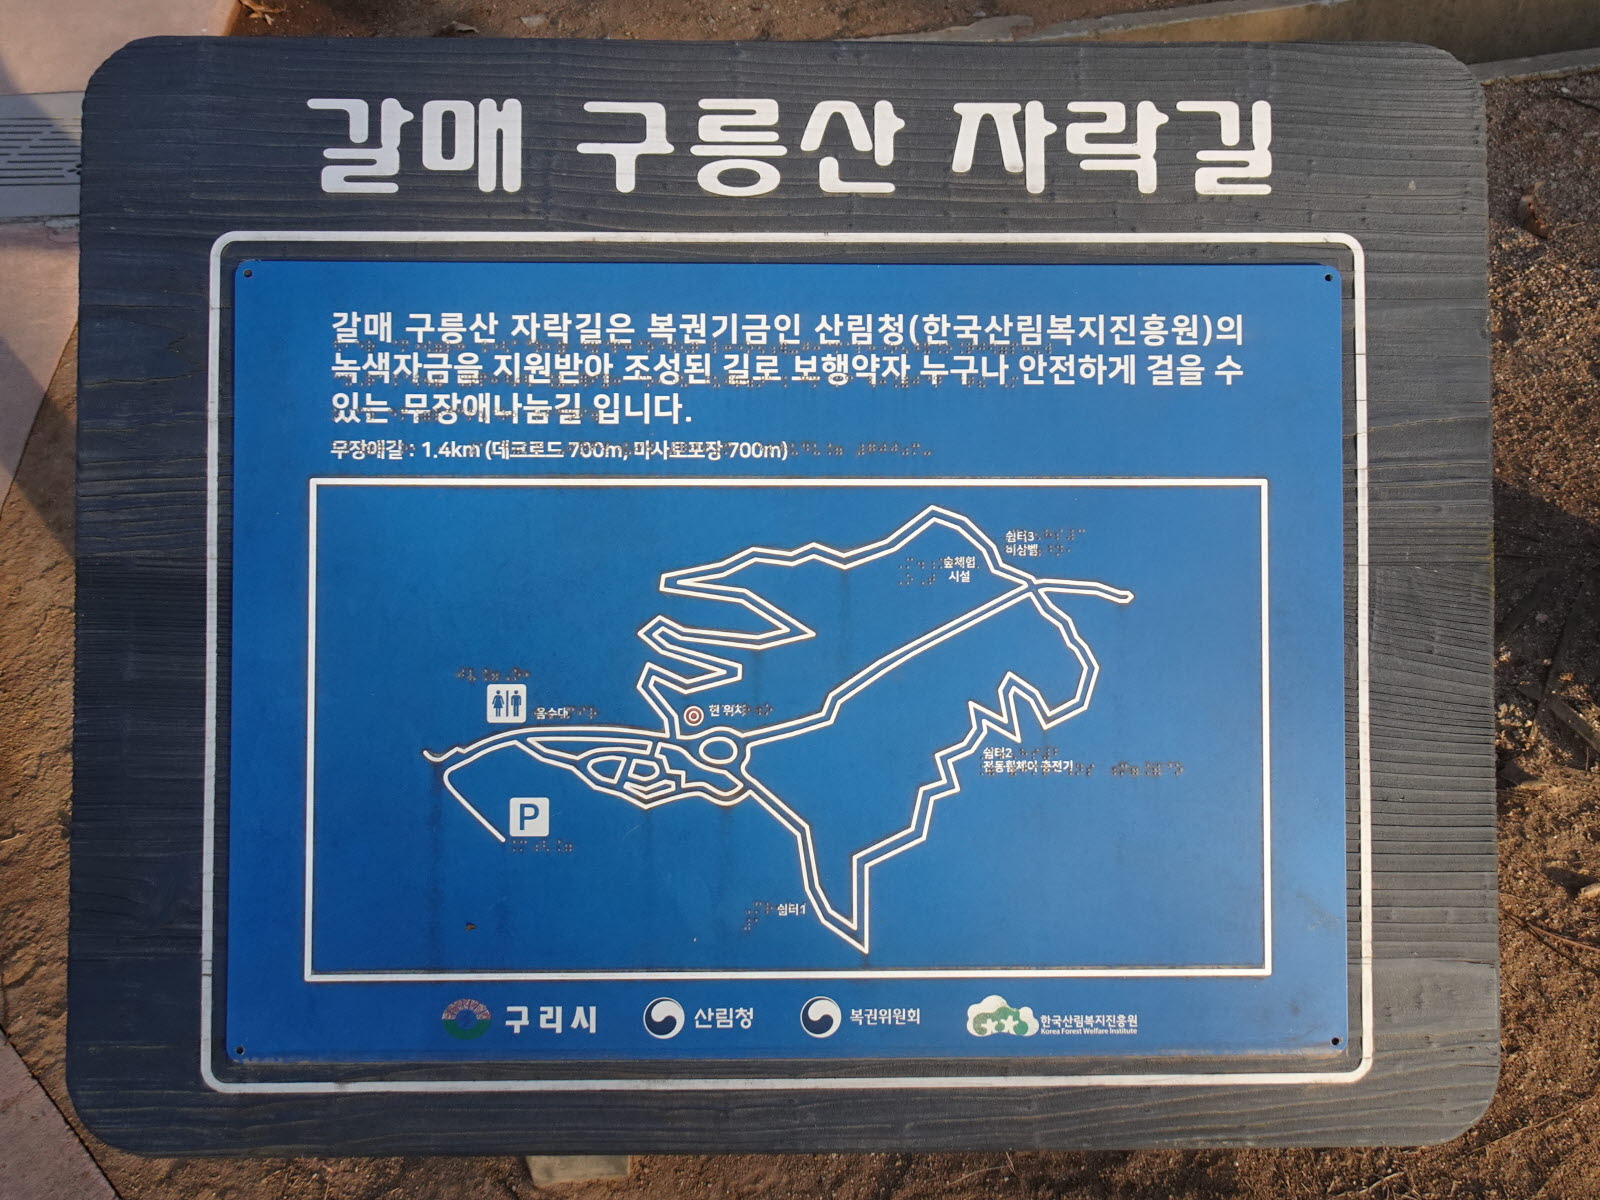 갈매 구릉산 자락길
갈매 구릉산 자락길은 복권기금인 산림청(한국산림복지진흥원)의
녹색자금을 지원받아 조성된 길로 보행약자 누구나 안전하게 걸을 수
있는 무장애나눔길 입니다.
무장애길 : 1.4km (데크로드 700m, 마사토포장 700m)
쉼터3
비상벨
숲체험
시설
음수대
현 위치
쉼터2
전동휠체어 충전기
P
쉼터1
구리시
산림청
복권위원회
한국산림복지진흥원
Korea Forest Welfare Institute